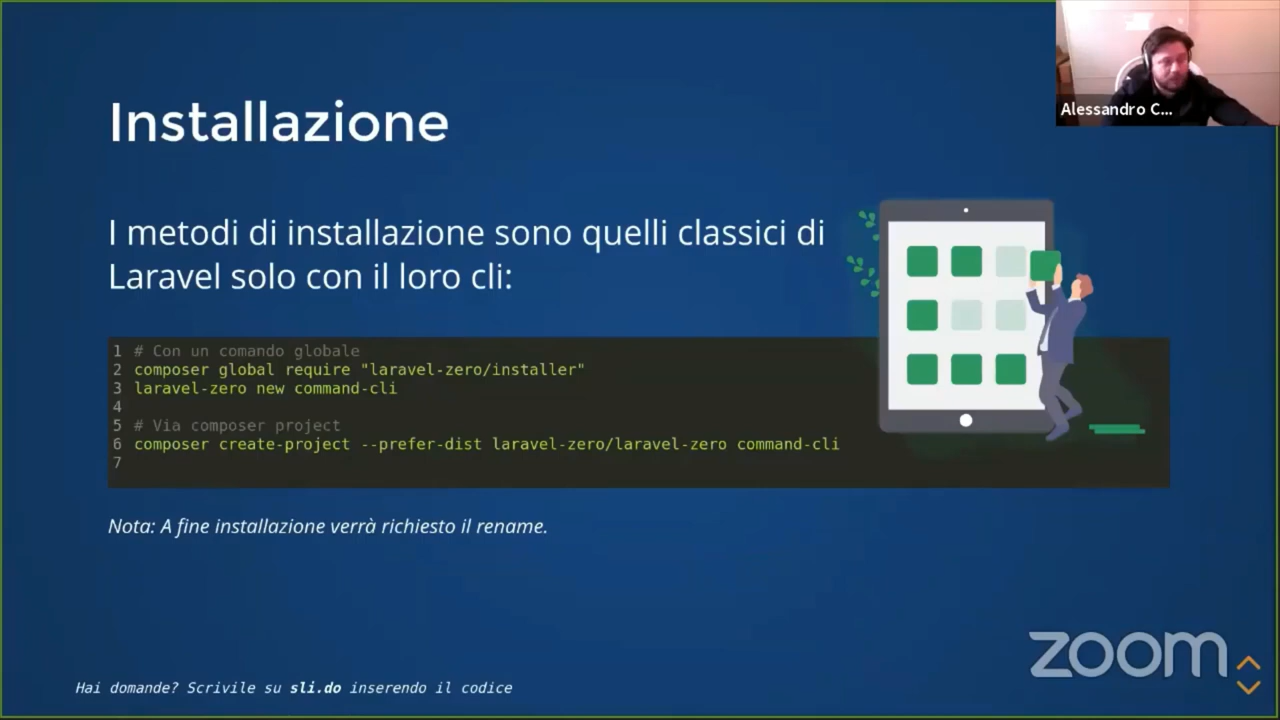 Installazione
Alessandro C...
I metodi di installazione sono quelli classici di
Laravel solo con il loro cli:
1 # Con un comando globale
2 composer global require "laravel-zero/installer"
3 laravel-zero new command-cli
4
5 # Via composer project
6 composer create-project --prefer-dist laravel-zero/laravel-zero command-cli
7
Nota: A fine installazione verrà richiesto il rename.
zoom
Hai domande? Scrivile su sli.do inserendo il codice